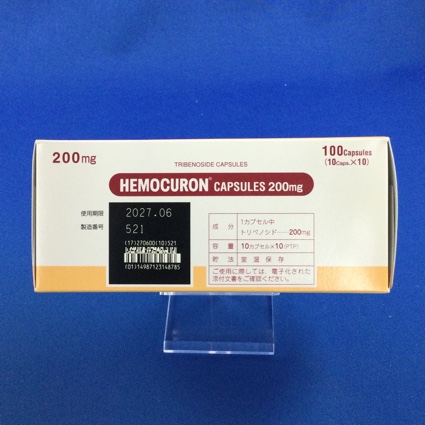 200mg
100Capsules
(10Caps.×10)
TRIBENOSIDE CAPSULES
HEMOCURON® CAPSULES 200mg
使用期限 2027.06
製造番号 521
(17)270600(10)521
(01)14987123148785
成分 1カプセル中
トリベノシド……200mg
容量 10カプセル×10(PTP)
貯法 室温保存
ご使用に際しては、電子化された
添付文書をご確認ください。